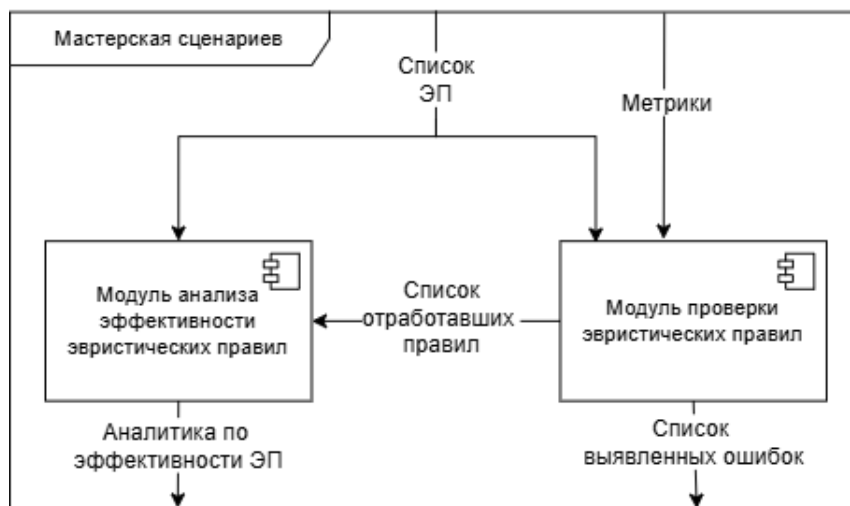 Мастерская сценариев
Список
ЭП
Метрики
Модуль анализа
эффективности
эвристических правил
Список
отработавших
правил
Модуль проверки
эвристических правил
Аналитика по
эффективности ЭП
Список
выявленных ошибок